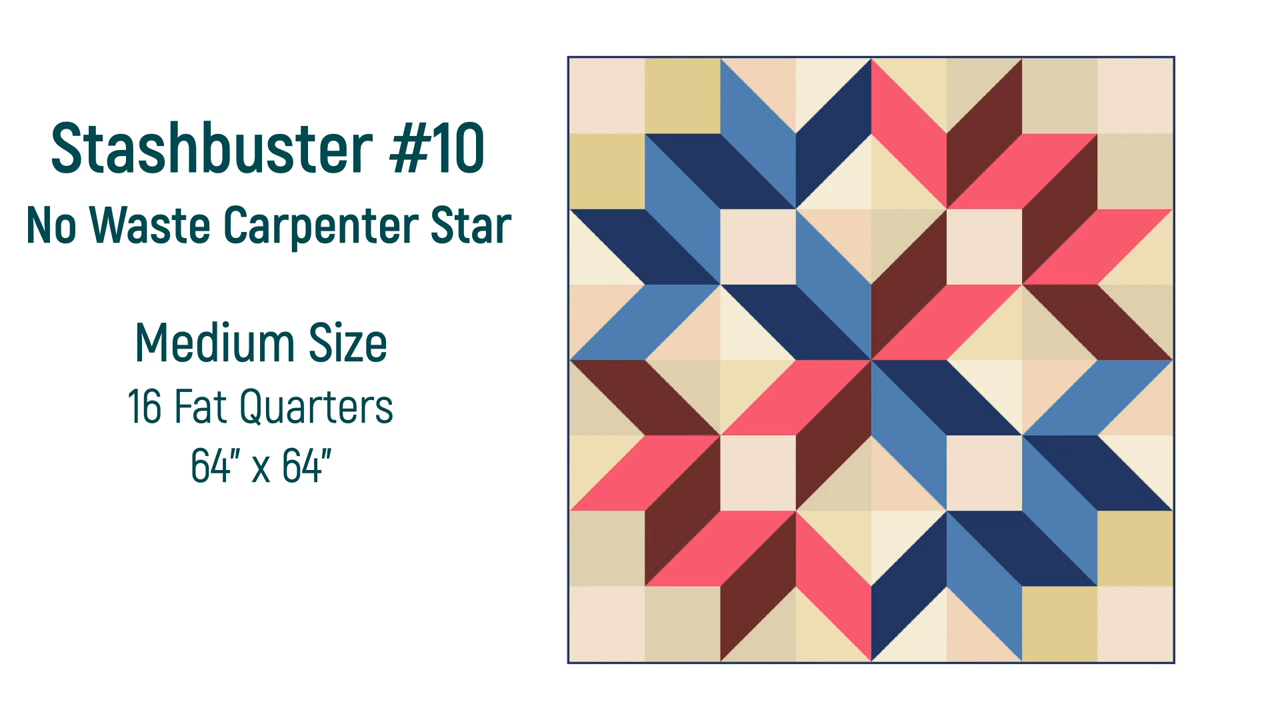 Stashbuster #10
No Waste Carpenter Star
Medium Size
16 Fat Quarters
64” x 64”